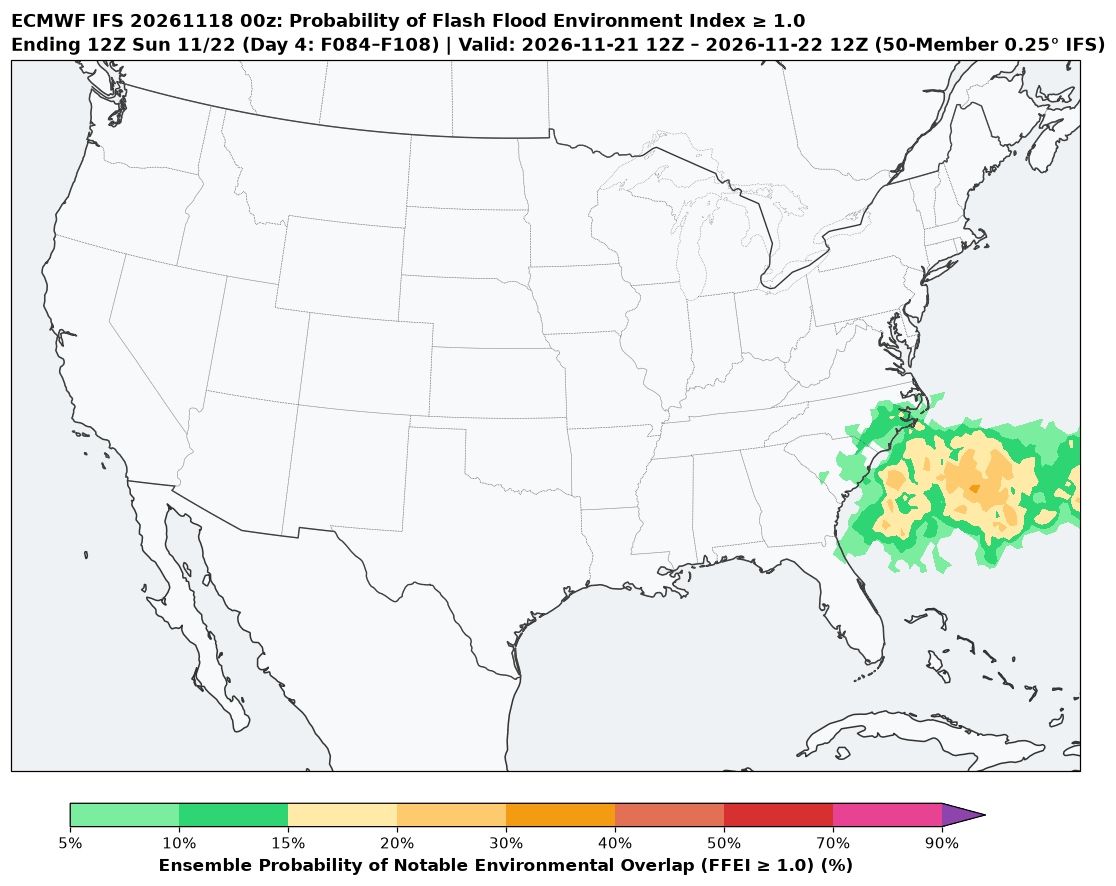 ECMWF IFS 20261118 00z: Probability of Flash Flood Environment Index ≥ 1.0
Ending 12Z Sun 11/22 (Day 4: F084–F108) | Valid: 2026-11-21 12Z – 2026-11-22 12Z (50-Member 0.25° IFS)
5% 10% 15% 20% 30% 40% 50% 70% 90%
Ensemble Probability of Notable Environmental Overlap (FFEI ≥ 1.0) (%)